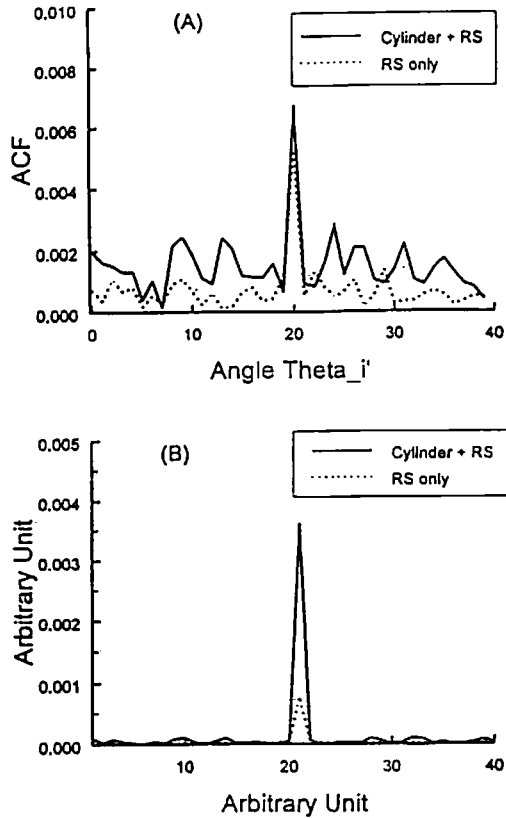 (A)
Cylinder + RS
RS only
0.010
0.008
0.006
0.004
0.002
0.000
ACF
0 10 20 30 40
Angle Theta_i'
(B)
Cylinder + RS
RS only
0.005
0.004
0.003
0.002
0.001
0.000
Arbitrary Unit
10 20 30 40
Arbitrary Unit